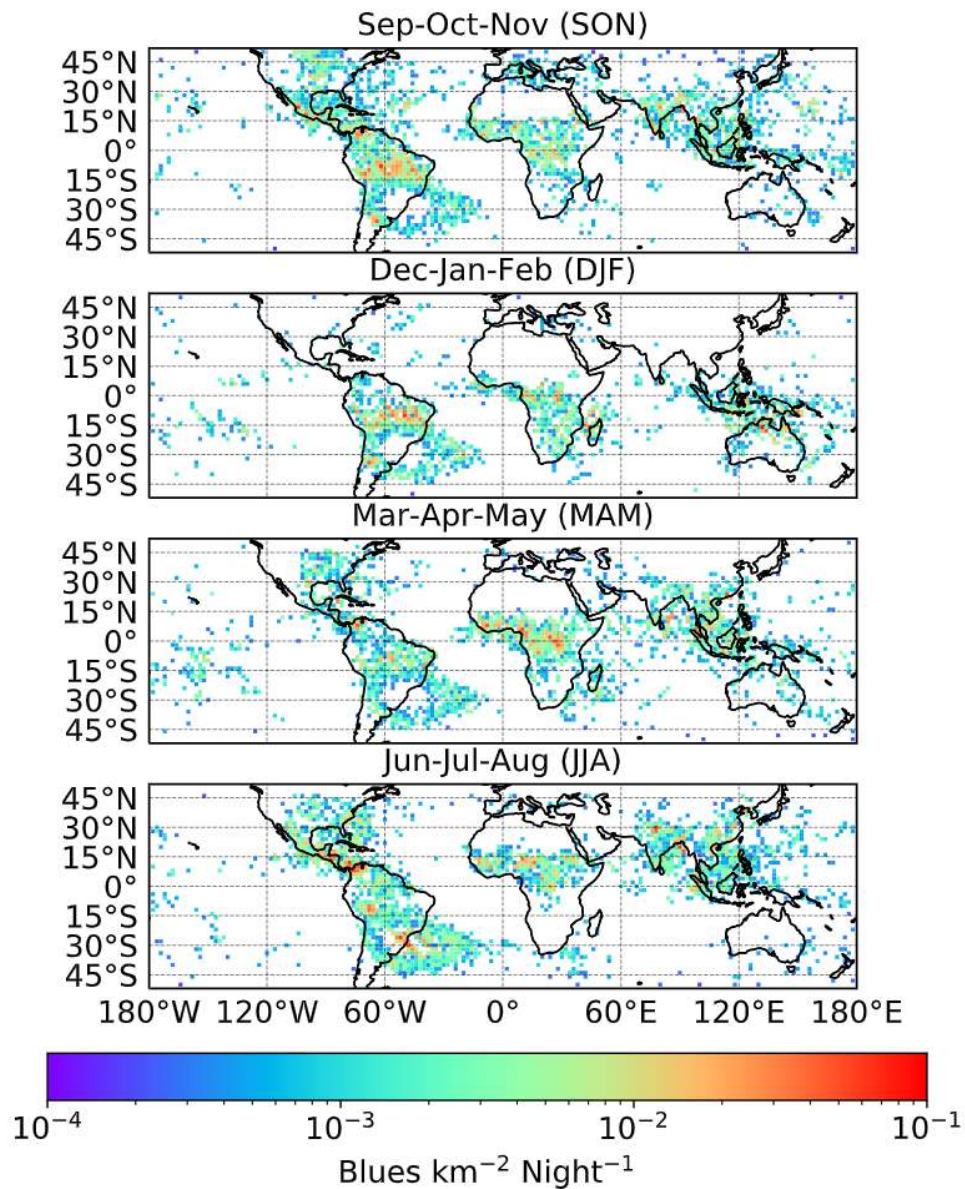 Sep-Oct-Nov (SON)
45°N
30°N
15°N
0°
15°S
30°S
45°S
Dec-Jan-Feb (DJF)
45°N
30°N
15°N
0°
15°S
30°S
45°S
Mar-Apr-May (MAM)
45°N
30°N
15°N
0°
15°S
30°S
45°S
Jun-Jul-Aug (JJA)
45°N
30°N
15°N
0°
15°S
30°S
45°S
180°W 120°W 60°W 0° 60°E 120°E 180°E
10⁻⁴ 10⁻³ 10⁻² 10⁻¹
Blues km⁻² Night⁻¹